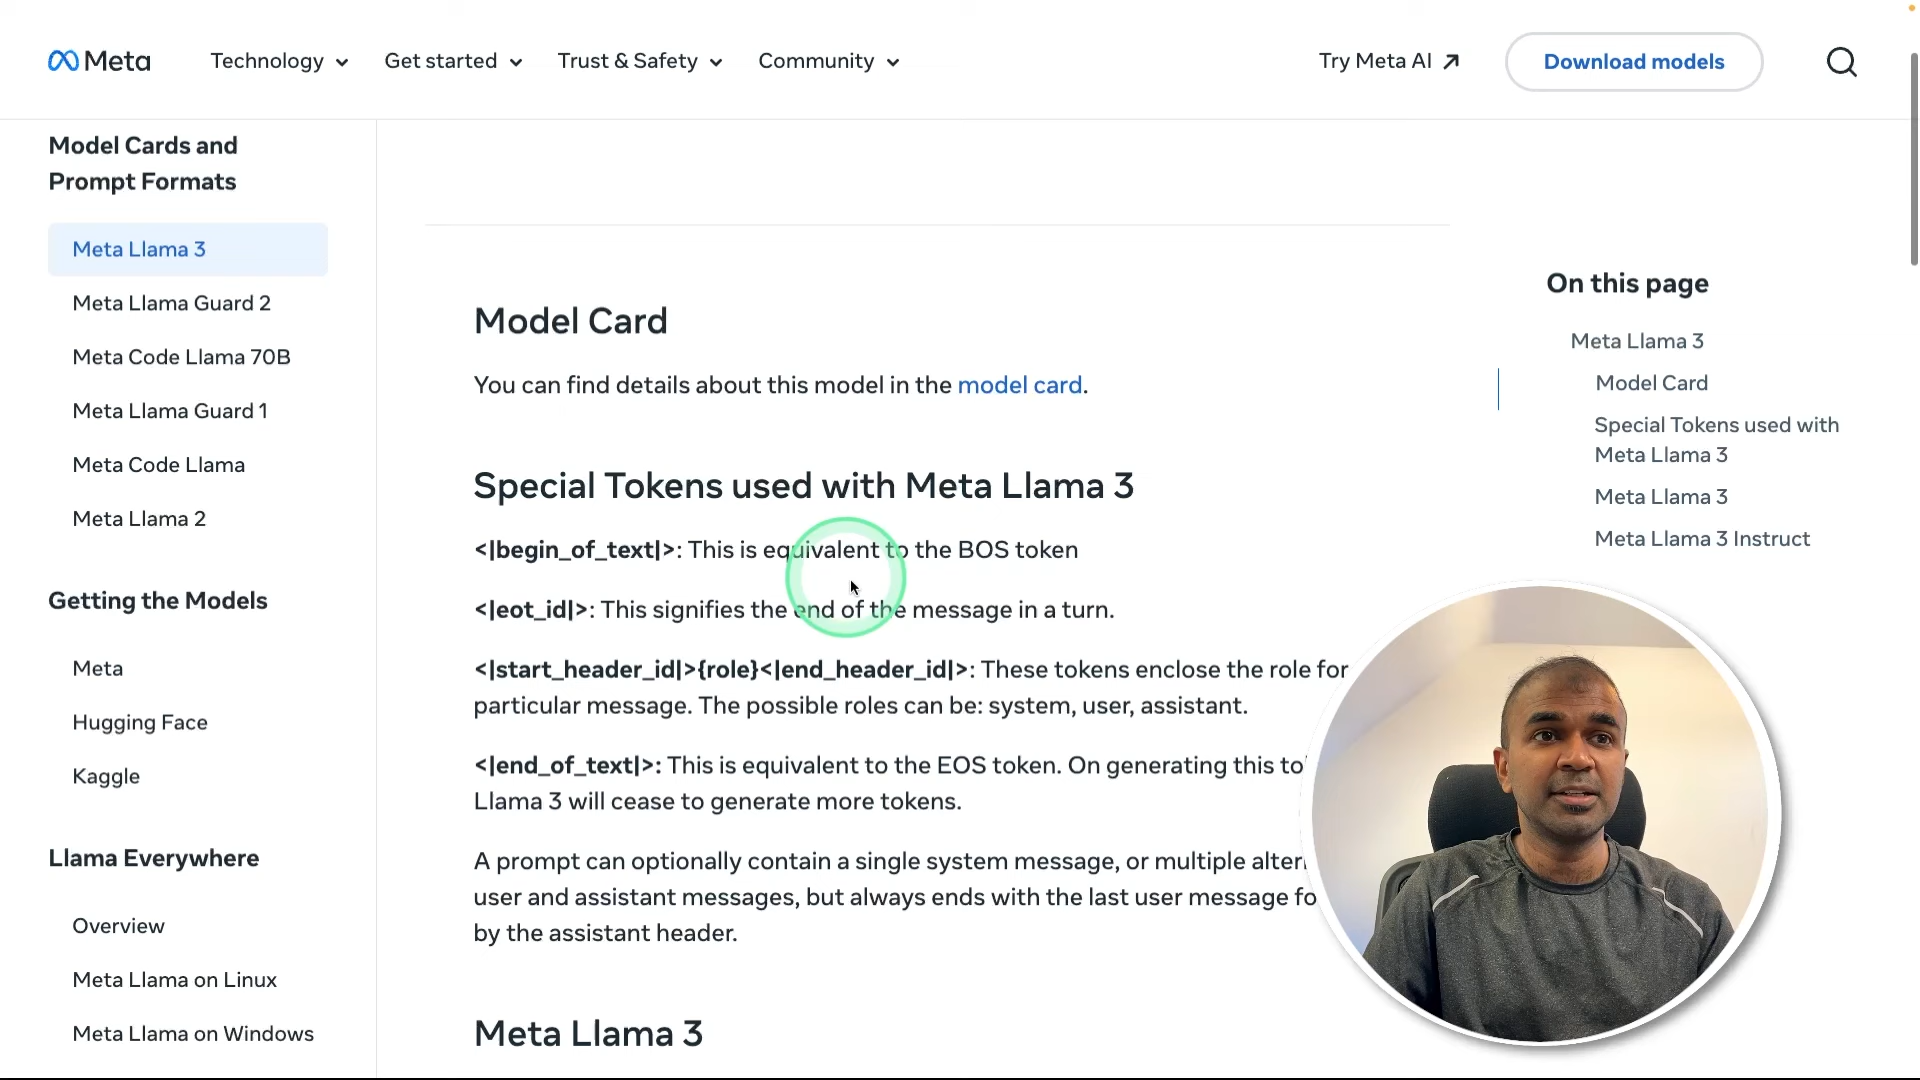 Meta
Technology
Get started
Trust & Safety
Community
Try Meta AI
Download models
Model Cards and
Prompt Formats
Meta Llama 3
Meta Llama Guard 2
Meta Code Llama 70B
Meta Llama Guard 1
Meta Code Llama
Meta Llama 2
Getting the Models
Meta
Hugging Face
Kaggle
Llama Everywhere
Overview
Meta Llama on Linux
Meta Llama on Windows
Model Card
You can find details about this model in the model card.
Special Tokens used with Meta Llama 3
<|begin_of_text|>: This is equivalent to the BOS token
<|eot_id|>: This signifies the end of the message in a turn.
<|start_header_id|>{role}<|end_header_id|>: These tokens enclose the role for
particular message. The possible roles can be: system, user, assistant.
<|end_of_text|>: This is equivalent to the EOS token. On generating this to
Llama 3 will cease to generate more tokens.
A prompt can optionally contain a single system message, or multiple alter
user and assistant messages, but always ends with the last user message fo
by the assistant header.
Meta Llama 3
On this page
Meta Llama 3
Model Card
Special Tokens used with
Meta Llama 3
Meta Llama 3
Meta Llama 3 Instruct